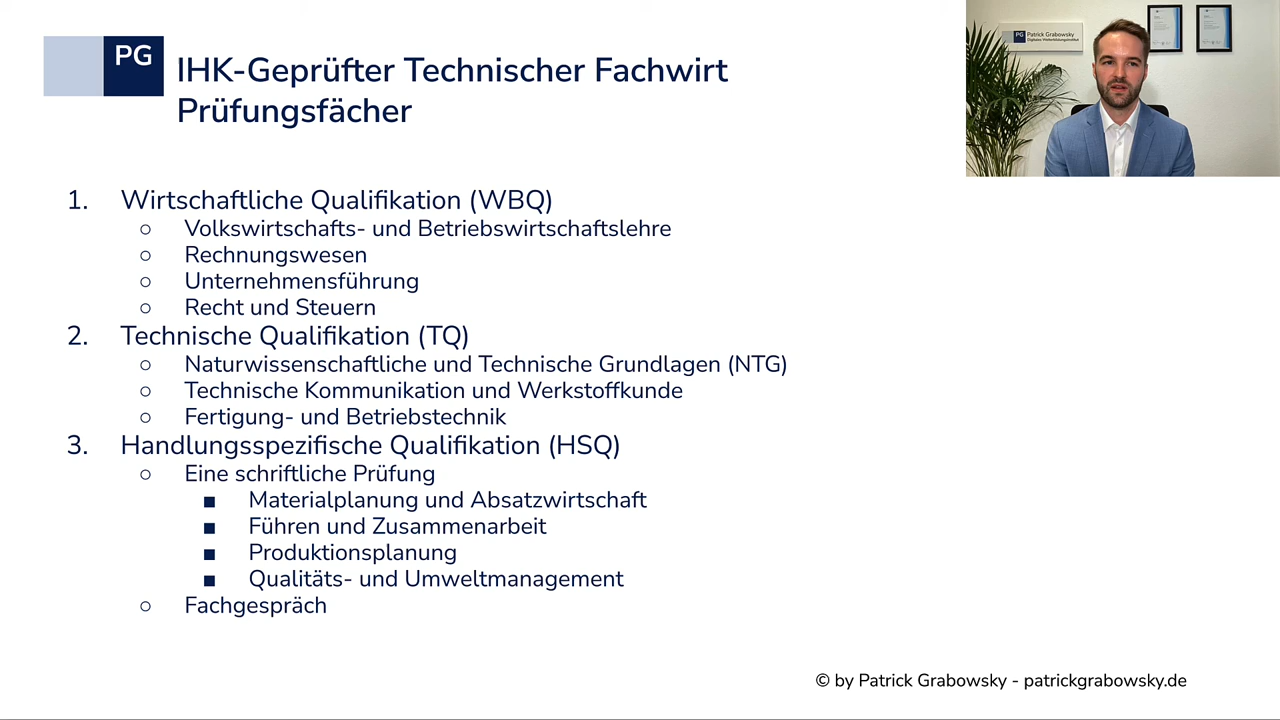 PG
IHK-Geprüfter Technischer Fachwirt
Prüfungsfächer
PG Patrick Grabowsky
Digitales Weiterbildungsinstitut
1. Wirtschaftliche Qualifikation (WBQ)
○ Volkswirtschafts- und Betriebswirtschaftslehre
○ Rechnungswesen
○ Unternehmensführung
○ Recht und Steuern
2. Technische Qualifikation (TQ)
○ Naturwissenschaftliche und Technische Grundlagen (NTG)
○ Technische Kommunikation und Werkstoffkunde
○ Fertigung- und Betriebstechnik
3. Handlungsspezifische Qualifikation (HSQ)
○ Eine schriftliche Prüfung
■ Materialplanung und Absatzwirtschaft
■ Führen und Zusammenarbeit
■ Produktionsplanung
■ Qualitäts- und Umweltmanagement
○ Fachgespräch
© by Patrick Grabowsky - patrickgrabowsky.de